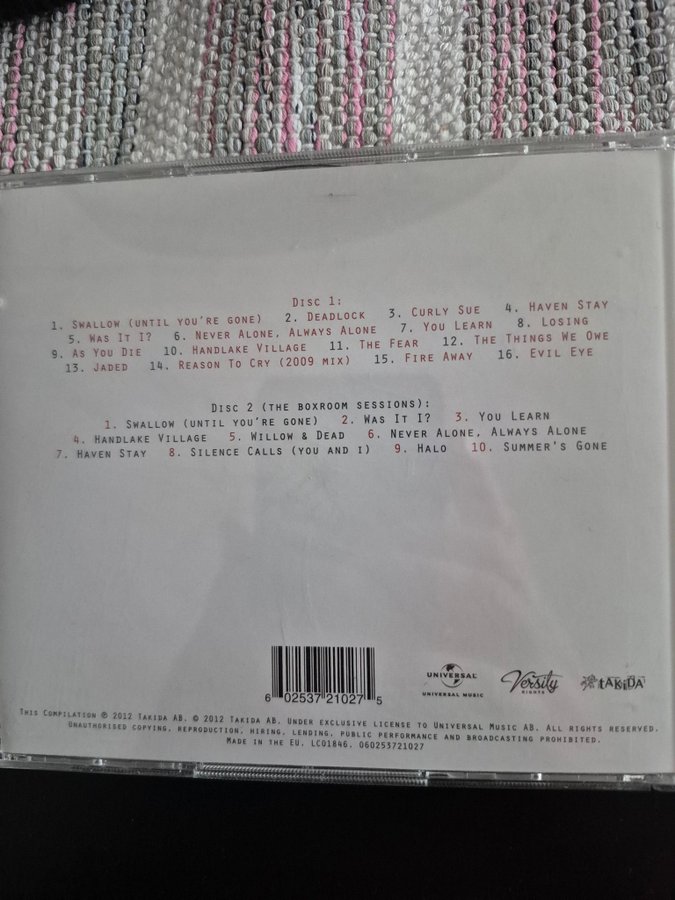 Disc 1:
1. Swallow (until you're gone) 2. Deadlock 3. Curly Sue 4. Haven Stay
5. Was It I? 6. Never Alone, Always Alone 7. You Learn 8. Losing
9. As You Die 10. Handlake Village 11. The Fear 12. The Things We Owe
13. Jaded 14. Reason To Cry (2009 mix) 15. Fire Away 16. Evil Eye
Disc 2 (The boxroom sessions):
1. Swallow (until you're gone) 2. Was It I? 3. You Learn
4. Handlake Village 5. Willow & Dead 6. Never Alone, Always Alone
7. Haven Stay 8. Silence Calls (you and I) 9. Halo 10. Summer's Gone
6 02537 21027 5
UNIVERSAL
UNIVERSAL MUSIC
Versity
RIGHTS
tAKiDA
This Compilation ℗ 2012 Takida AB. © 2012 Takida AB. Under exclusive license to Universal Music AB. All rights reserved.
Unauthorised copying, reproduction, hiring, lending, public performance and broadcasting prohibited.
Made in the EU. LC01846. 060253721027